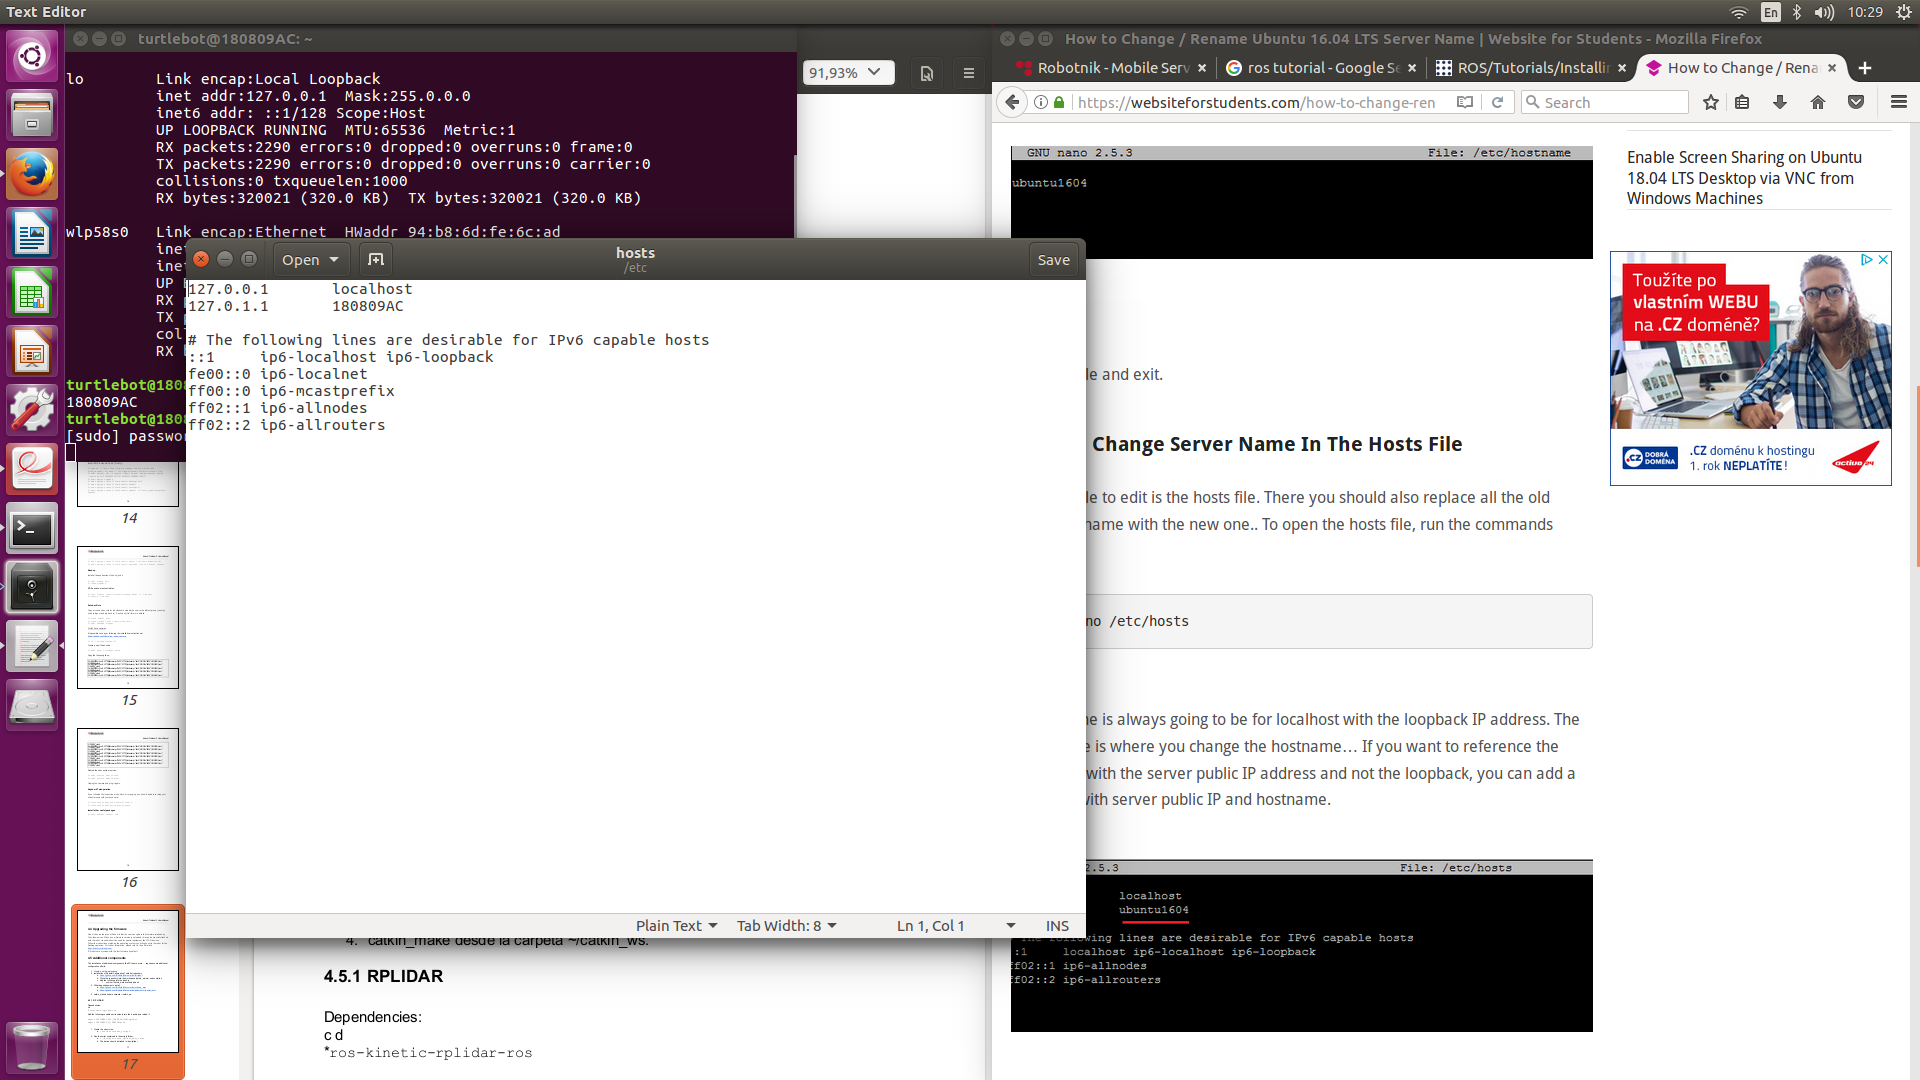 Text Editor
En
10:29
turtlebot@180809AC: ~
lo Link encap:Local Loopback
inet addr:127.0.0.1 Mask:255.0.0.0
inet6 addr: ::1/128 Scope:Host
UP LOOPBACK RUNNING MTU:65536 Metric:1
RX packets:2290 errors:0 dropped:0 overruns:0 frame:0
TX packets:2290 errors:0 dropped:0 overruns:0 carrier:0
collisions:0 txqueuelen:1000
RX bytes:320021 (320.0 KB) TX bytes:320021 (320.0 KB)
wlp58s0 Link encap:Ethernet HWaddr 94:b8:6d:fe:6c:ad
UP
RX
TX
col
RX
turtlebot@180
180809AC
turtlebot@180
[sudo] passwo
91,93%
Open
hosts
/etc
Save
127.0.0.1 localhost
127.0.1.1 180809AC
# The following lines are desirable for IPv6 capable hosts
::1 ip6-localhost ip6-loopback
fe00::0 ip6-localnet
ff00::0 ip6-mcastprefix
ff02::1 ip6-allnodes
ff02::2 ip6-allrouters
Plain Text
Tab Width: 8
Ln 1, Col 1
INS
14
15
16
17
4. catkin_make desde la carpeta ~/catkin_ws.
4.5.1 RPLIDAR
Dependencies:
c d
*ros-kinetic-rplidar-ros
How to Change / Rename Ubuntu 16.04 LTS Server Name | Website for Students - Mozilla Firefox
Robotnik - Mobile Serv
ros tutorial - Google Se
ROS/Tutorials/Installi
How to Change / Rena
https://websiteforstudents.com/how-to-change-ren
Search
GNU nano 2.5.3 File: /etc/hostname
ubuntu1604
le and exit.
Change Server Name In The Hosts File
le to edit is the hosts file. There you should also replace all the old
name with the new one.. To open the hosts file, run the commands
no /etc/hosts
ne is always going to be for localhost with the loopback IP address. The
e is where you change the hostname… If you want to reference the
with the server public IP address and not the loopback, you can add a
with server public IP and hostname.
2.5.3 File: /etc/hosts
localhost
ubuntu1604
following lines are desirable for IPv6 capable hosts
:1 localhost ip6-localhost ip6-loopback
ff02::1 ip6-allnodes
ff02::2 ip6-allrouters
Enable Screen Sharing on Ubuntu
18.04 LTS Desktop via VNC from
Windows Machines
Toužíte po
vlastním WEBU
na .CZ doméně?
.CZ DOBRÁ DOMÉNA
.CZ doménu k hostingu
1. rok NEPLATÍTE!
active 24